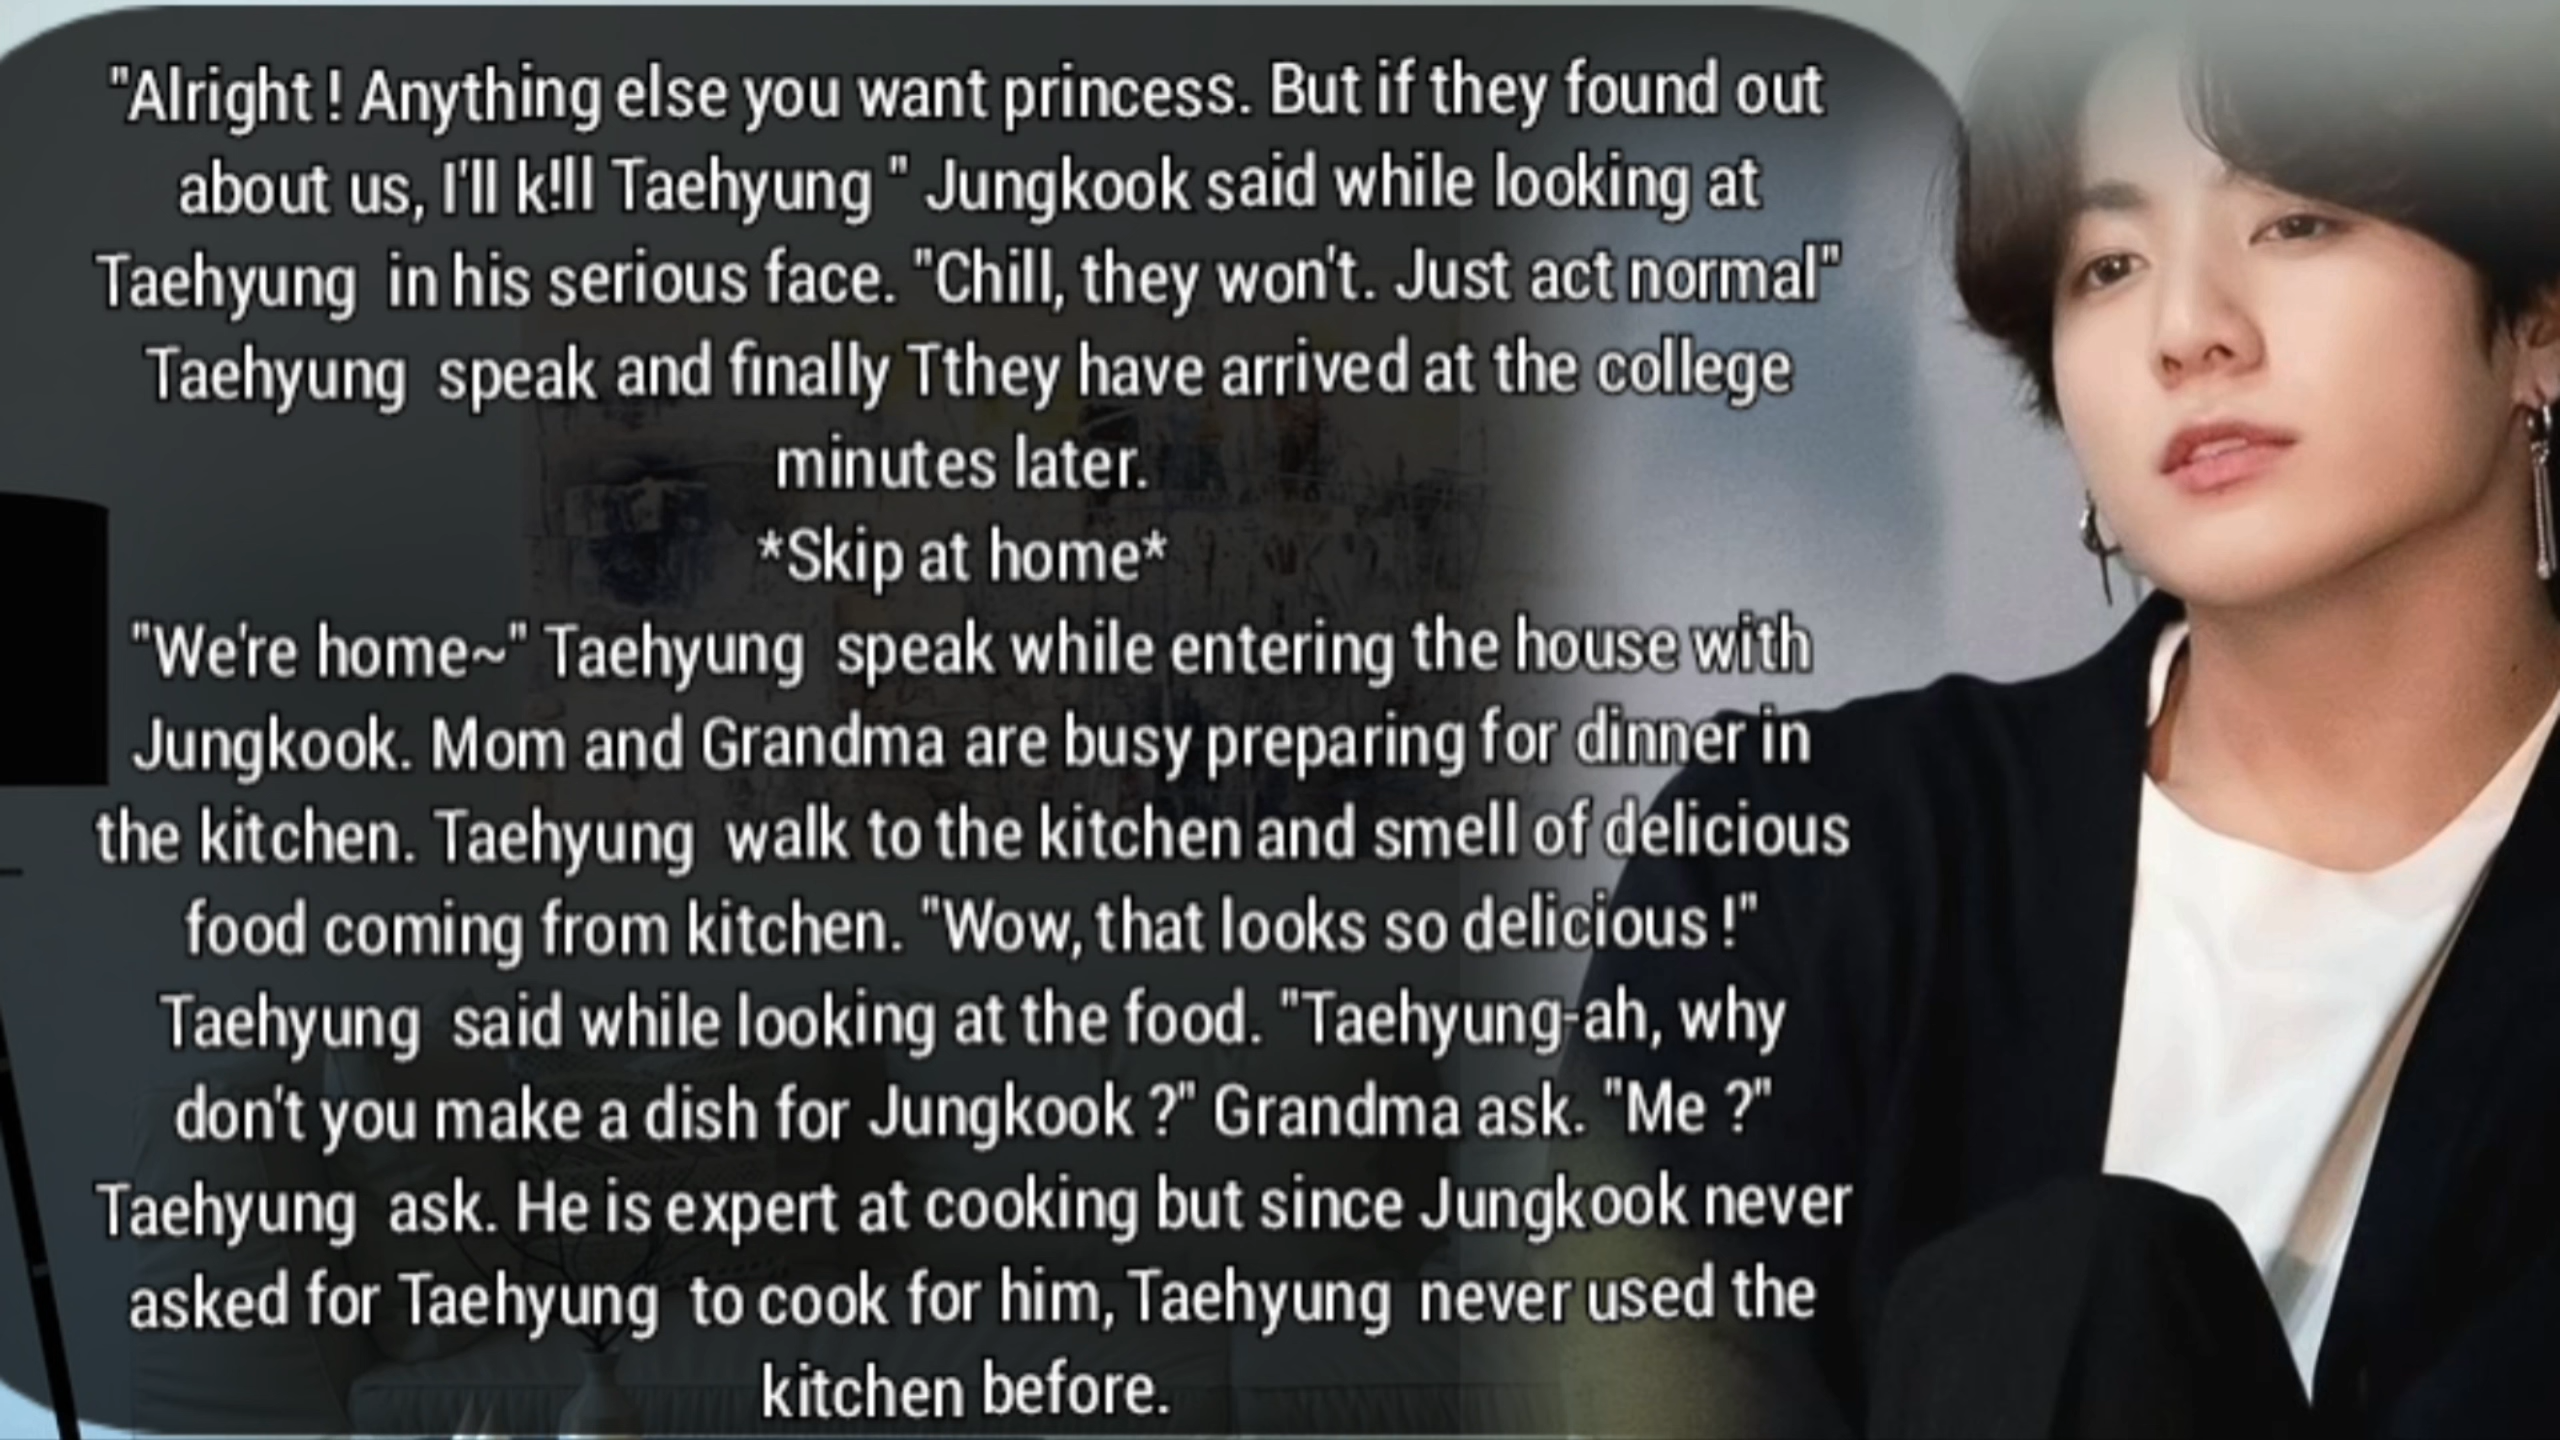 "Alright ! Anything else you want princess. But if they found out
about us, I'll k!ll Taehyung " Jungkook said while looking at
Taehyung in his serious face. "Chill, they won't. Just act normal"
Taehyung speak and finally Tthey have arrived at the college
minutes later.
*Skip at home*
"We're home~" Taehyung speak while entering the house with
Jungkook. Mom and Grandma are busy preparing for dinner in
the kitchen. Taehyung walk to the kitchen and smell of delicious
food coming from kitchen. "Wow, that looks so delicious !"
Taehyung said while looking at the food. "Taehyung-ah, why
don't you make a dish for Jungkook ?" Grandma ask. "Me ?"
Taehyung ask. He is expert at cooking but since Jungkook never
asked for Taehyung to cook for him, Taehyung never used the
kitchen before.